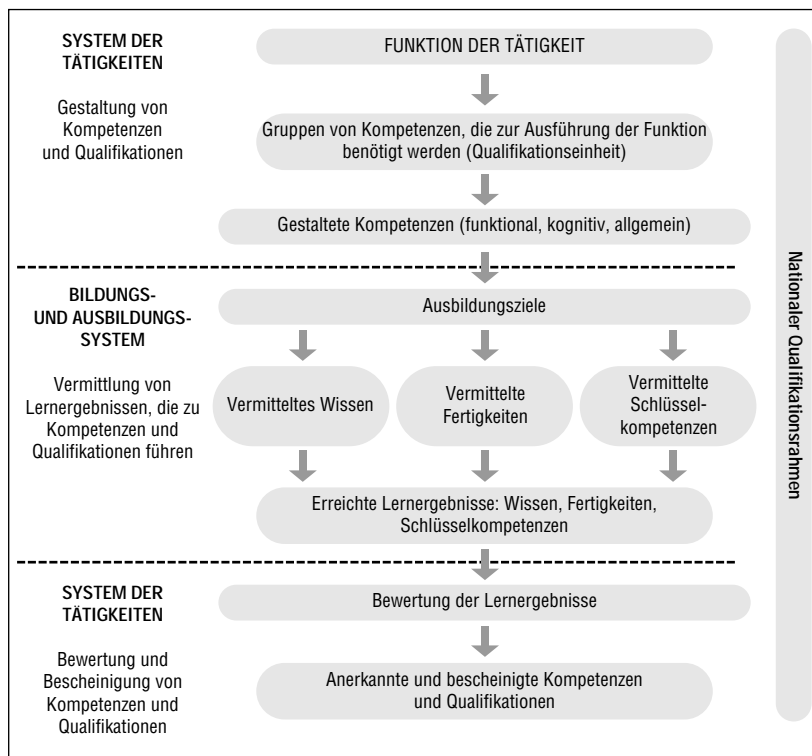 SYSTEM DER
TÄTIGKEITEN
Gestaltung von
Kompetenzen
und Qualifikationen
FUNKTION DER TÄTIGKEIT
Gruppen von Kompetenzen, die zur Ausführung der Funktion
benötigt werden (Qualifikationseinheit)
Gestaltete Kompetenzen (funktional, kognitiv, allgemein)
BILDUNGS-
UND AUSBILDUNGS-
SYSTEM
Vermittlung von
Lernergebnissen, die zu
Kompetenzen und
Qualifikationen führen
Ausbildungsziele
Vermitteltes Wissen
Vermittelte
Fertigkeiten
Vermittelte
Schlüssel-
kompetenzen
Erreichte Lernergebnisse: Wissen, Fertigkeiten,
Schlüsselkompetenzen
SYSTEM DER
TÄTIGKEITEN
Bewertung und
Bescheinigung von
Kompetenzen und
Qualifikationen
Bewertung der Lernergebnisse
Anerkannte und bescheinigte Kompetenzen
und Qualifikationen
Nationaler Qualifikationsrahmen